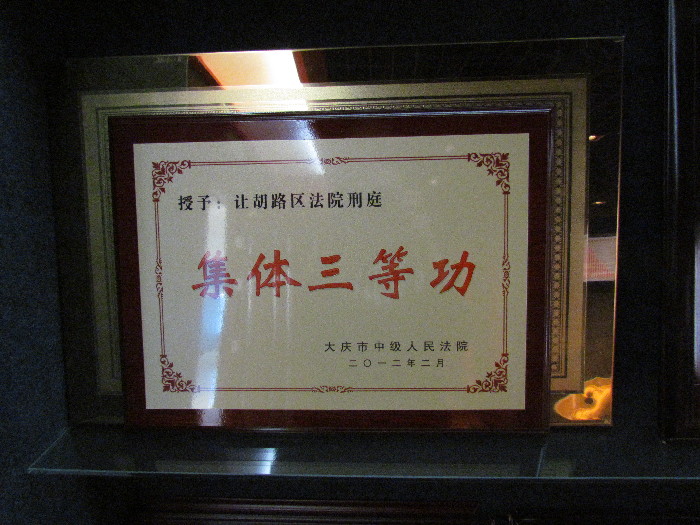 授予：让胡路区法院刑庭
集体三等功
大庆市中级人民法院
二〇一二年二月